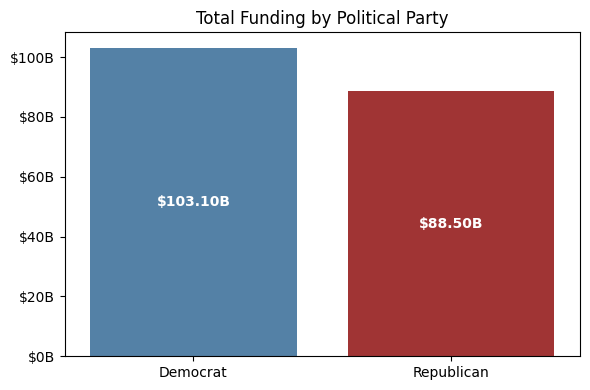 Total Funding by Political Party
$100B
$80B
$60B
$40B
$20B
$0B
$103.10B
$88.50B
Democrat
Republican